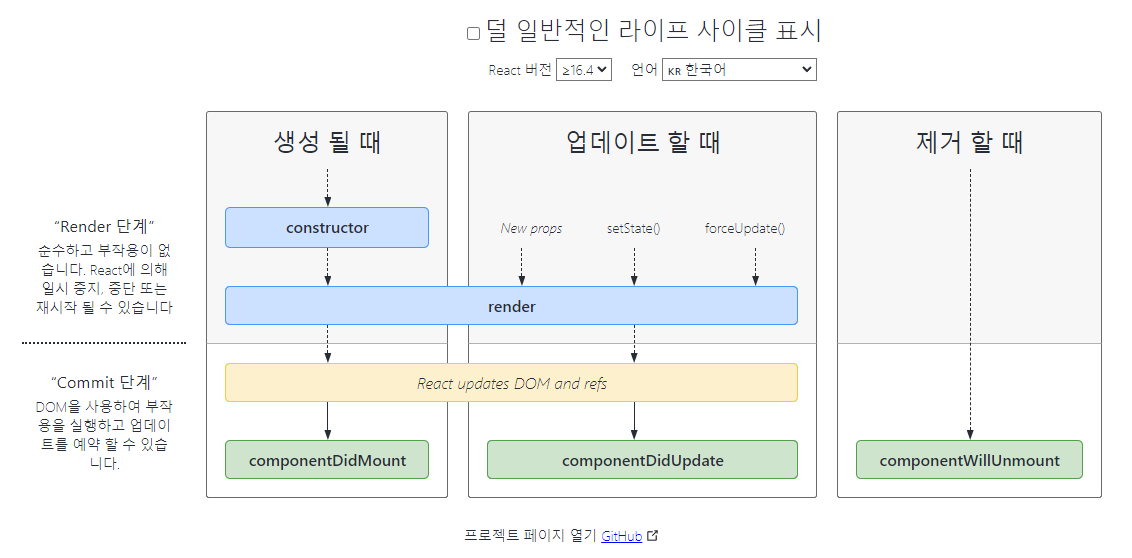 덜 일반적인 라이프 사이클 표시
React 버전 ≥16.4 언어 KR 한국어
생성 될 때
업데이트 할 때
제거 할 때
“Render 단계”
순수하고 부작용이 없
습니다. React에 의해
일시 중지, 중단 또는
재시작 될 수 있습니다
constructor
New props
setState()
forceUpdate()
render
“Commit 단계”
DOM을 사용하여 부작
용을 실행하고 업데이
트를 예약 할 수 있습
니다.
React updates DOM and refs
componentDidMount
componentDidUpdate
componentWillUnmount
프로젝트 페이지 열기 GitHub